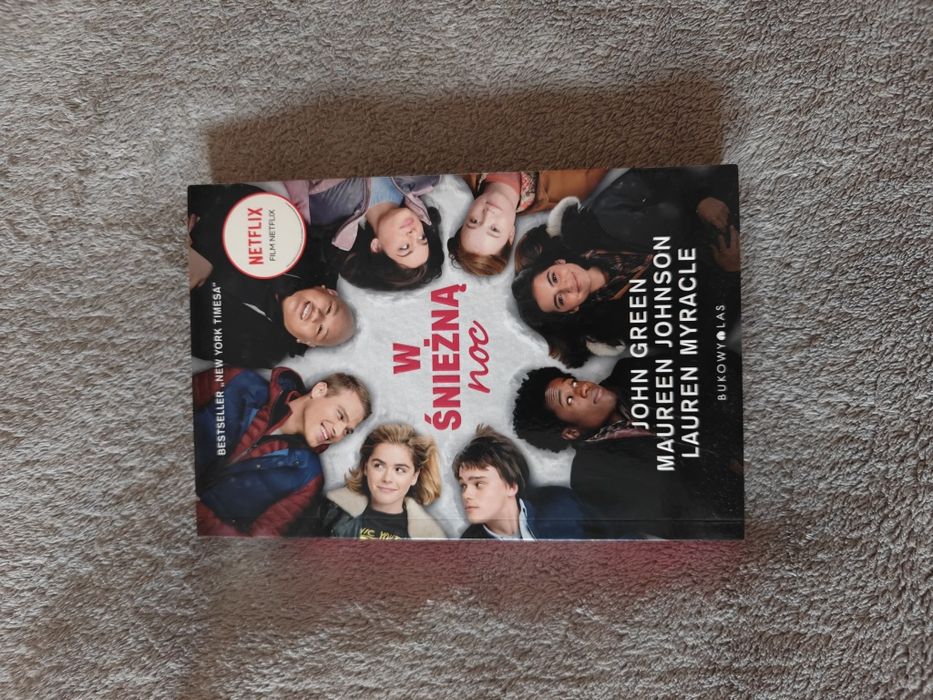 BESTSELLER „NEW YORK TIMESA”
NETFLIX
FILM NETFLIX
W
ŚNIEŻNĄ
noc
JOHN GREEN
MAUREEN JOHNSON
LAUREN MYRACLE
BUKOWY LAS